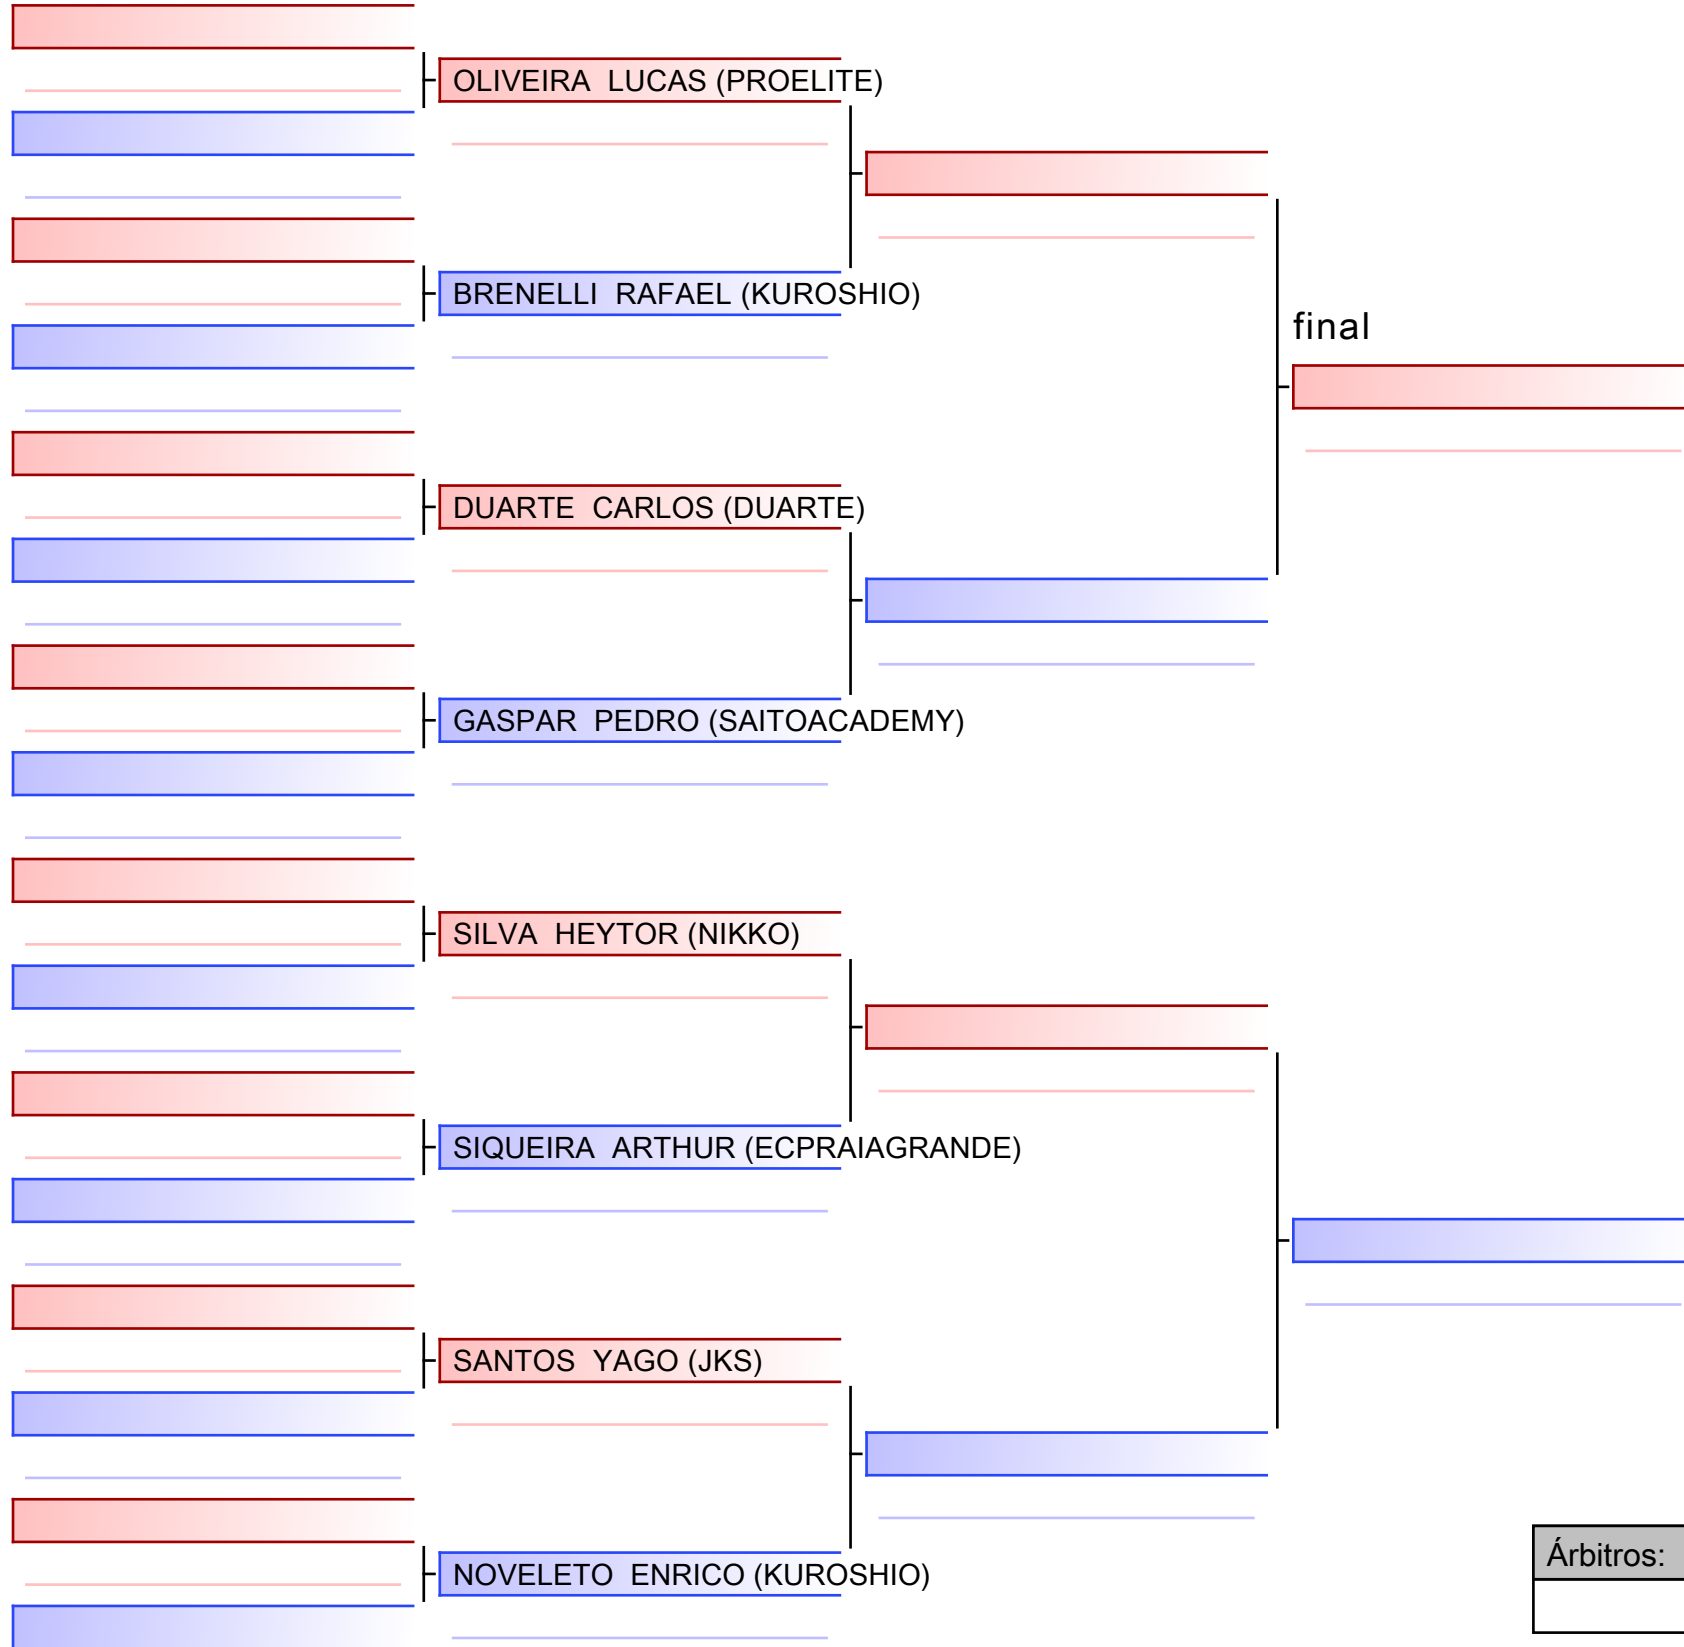 OLIVEIRA  LUCAS (PROELITE)
BRENELLI  RAFAEL (KUROSHIO)
final
DUARTE  CARLOS (DUARTE)
GASPAR  PEDRO (SAITOACADEMY)
SILVA  HEYTOR (NIKKO)
SIQUEIRA  ARTHUR (ECPRAIAGRANDE)
SANTOS  YAGO (JKS)
NOVELETO  ENRICO (KUROSHIO)
Árbitros: